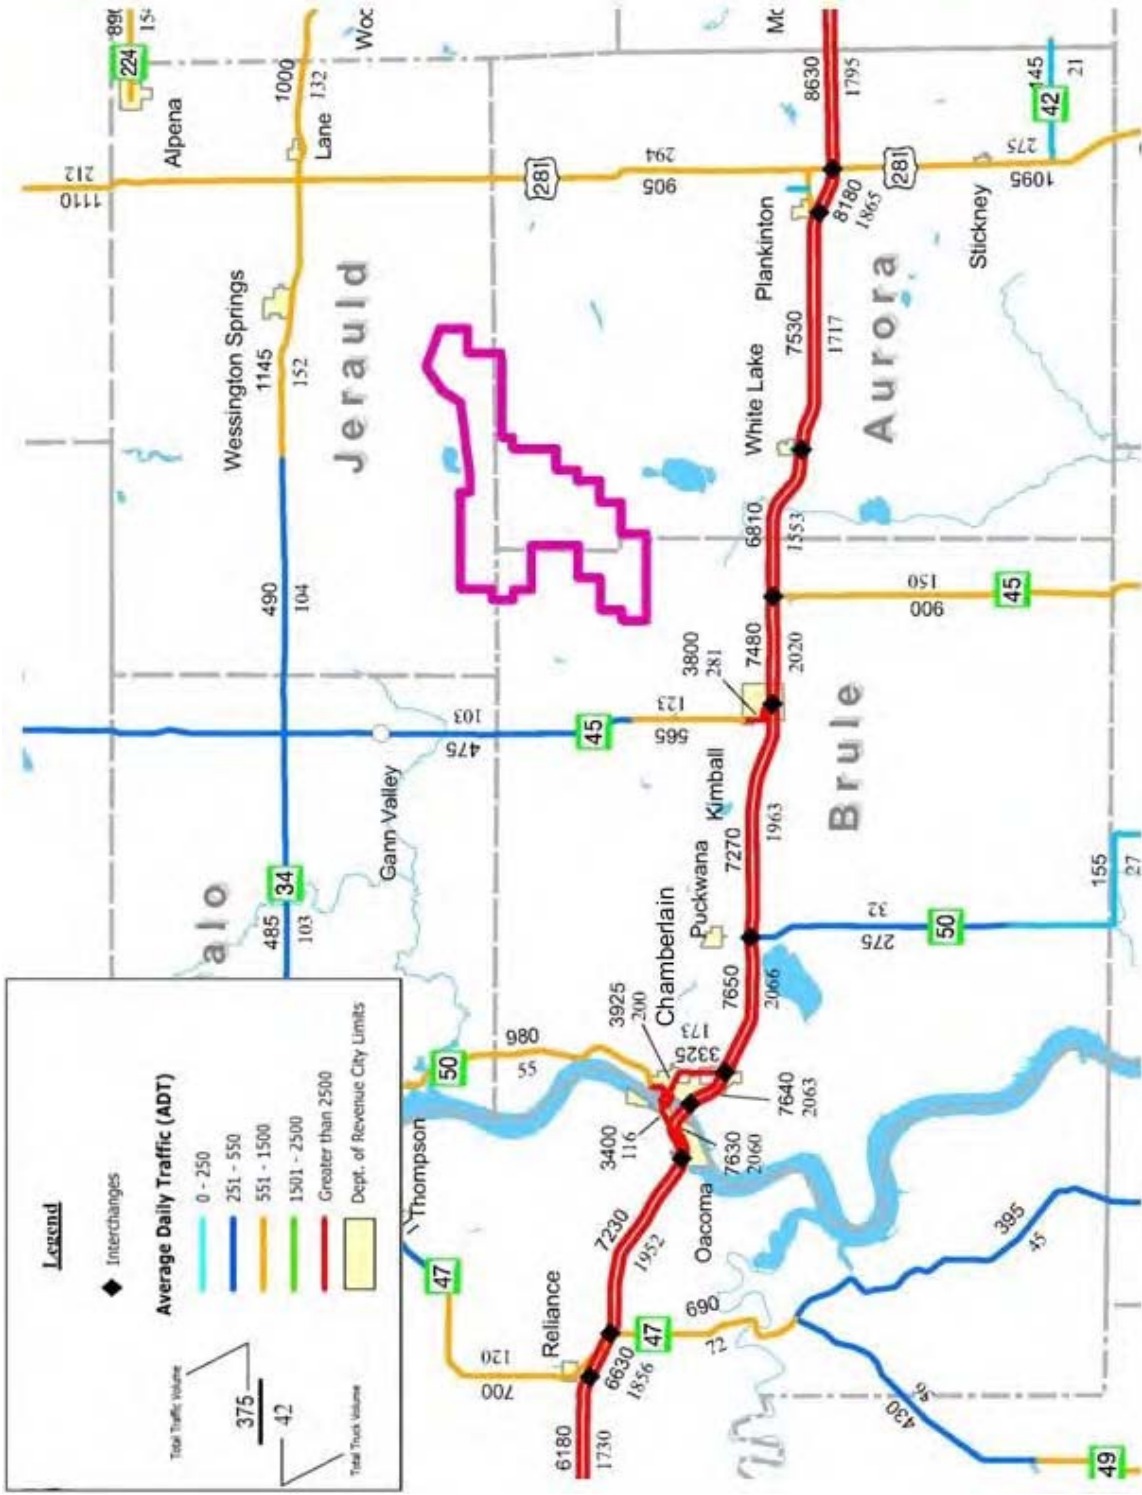 Legend
Interchanges
Average Daily Traffic (ADT)
0 - 250
251 - 550
551 - 1500
1501 - 2500
Greater than 2500
Dept. of Revenue City Limits
Total Traffic Volume
375
42
Total Truck Volume
1110
212
890
154
224
Alpena
alo
485
103
34
490
104
Wessington Springs
1145
152
1000
132
Lane
Woo
Jerauld
Gann Valley
475
103
45
565
123
281
905
294
Thompson
47
700
120
50
980
55
Reliance
6180
1730
6630
1856
47
690
72
7230
1952
Oacoma
3400
116
7630
2060
7640
2063
3925
200
3325
173
Chamberlain
Puckwana
7650
2066
7270
1963
Kimball
3800
281
7480
2020
6810
1553
White Lake
7530
1717
Plankinton
8180
1865
8630
1795
281
Brule
Aurora
275
32
50
900
150
45
Stickney
1095
275
145
21
42
395
45
430
96
49
155
27